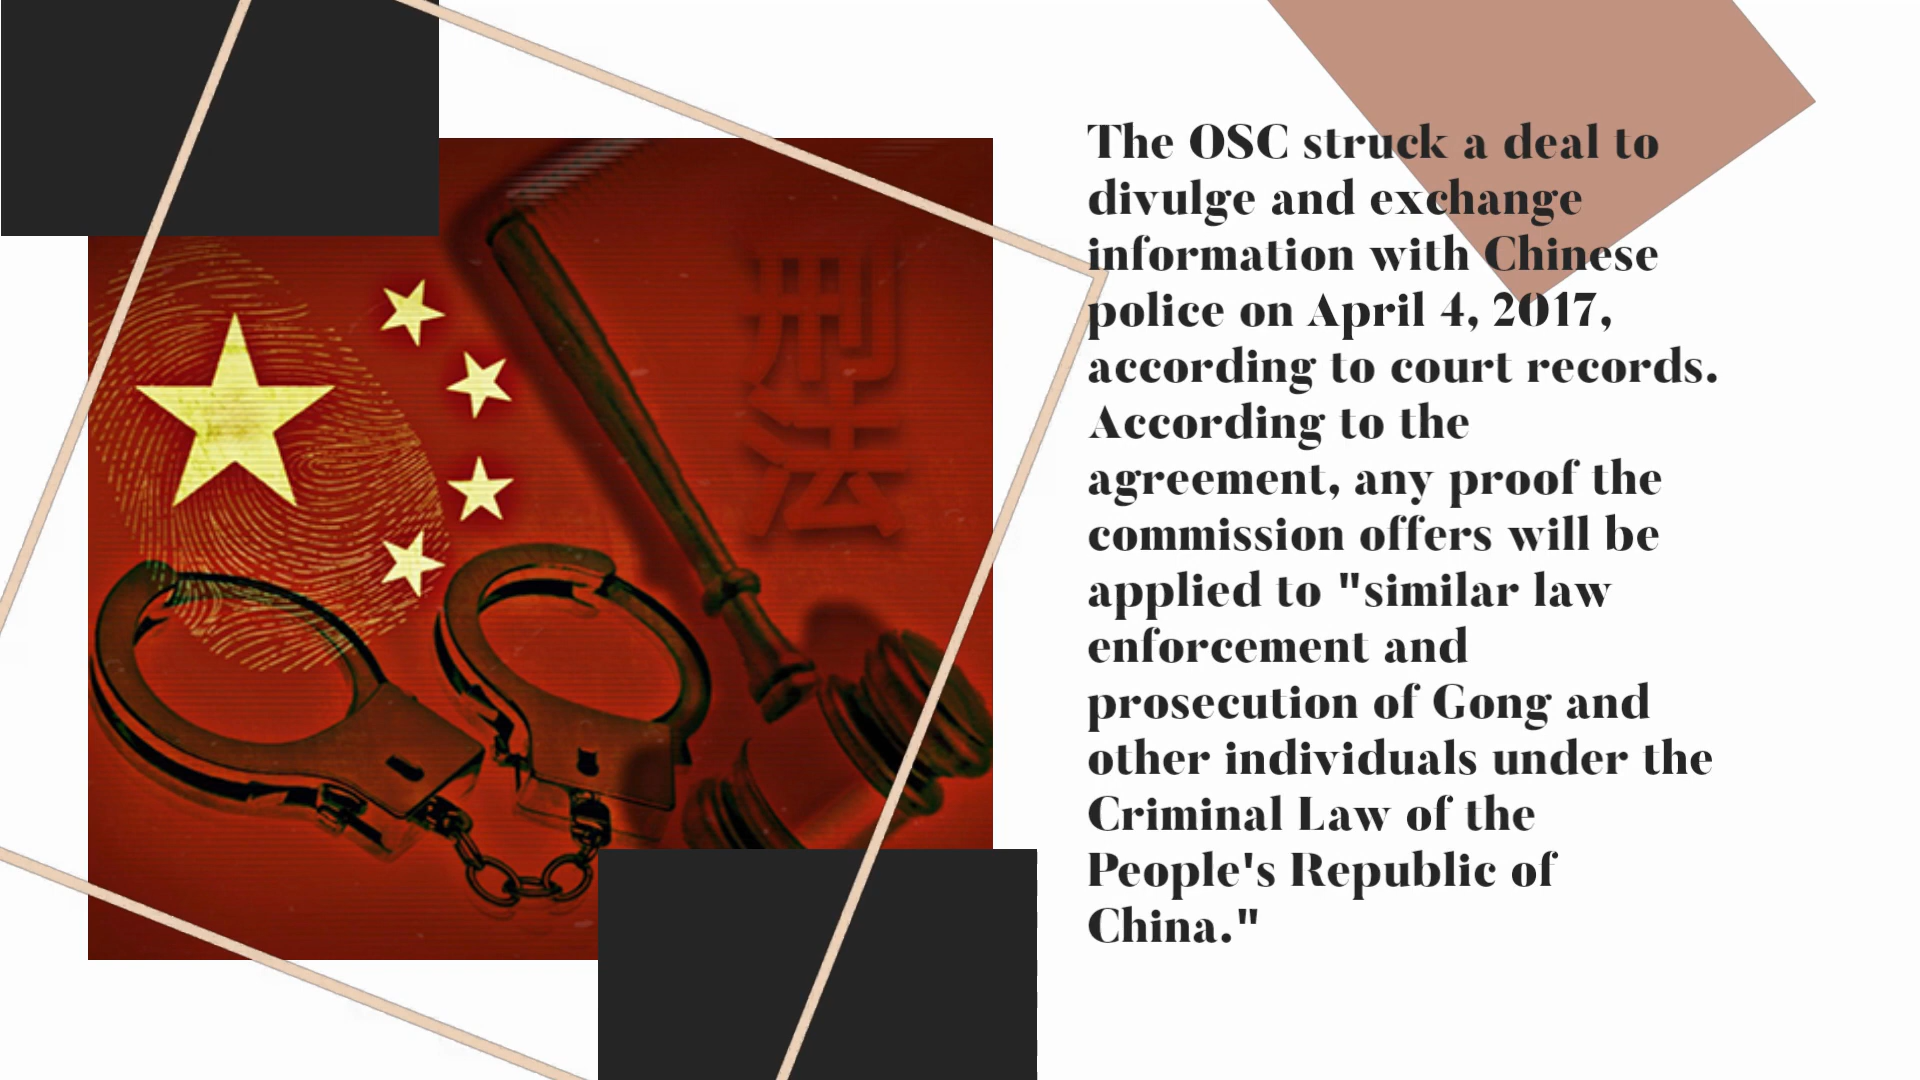 刑
法
The OSC struck a deal to
divulge and exchange
information with Chinese
police on April 4, 2017,
according to court records.
According to the
agreement, any proof the
commission offers will be
applied to "similar law
enforcement and
prosecution of Gong and
other individuals under the
Criminal Law of the
People's Republic of
China."